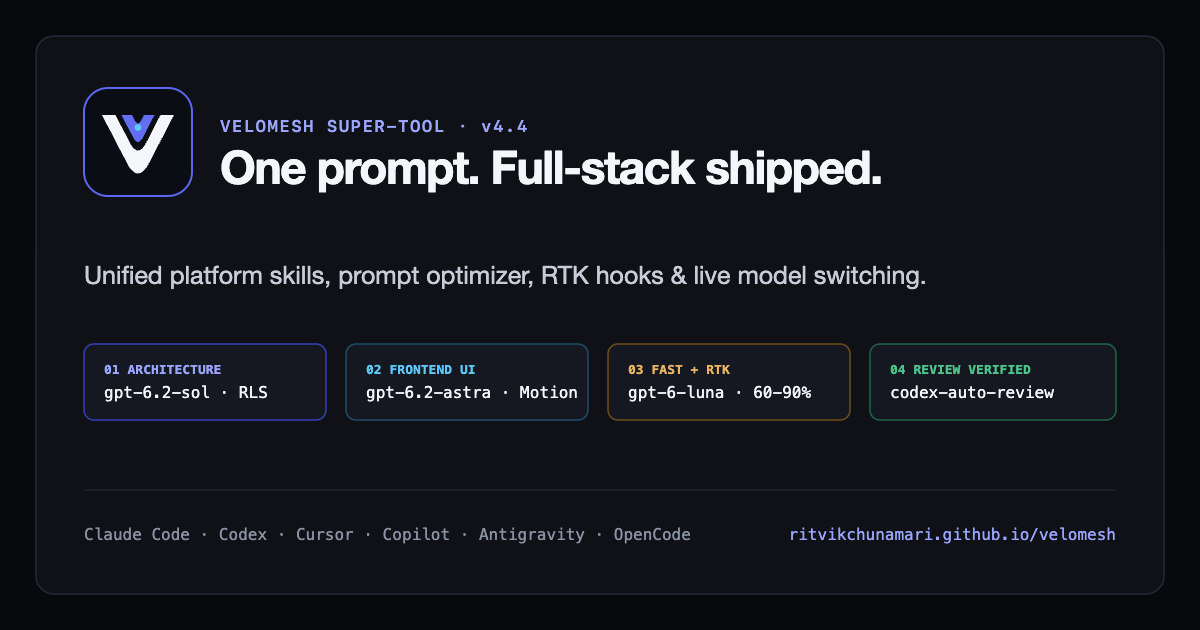 VELOMESH SUPER-TOOL · v4.4
One prompt. Full-stack shipped.
Unified platform skills, prompt optimizer, RTK hooks & live model switching.
01 ARCHITECTURE
gpt-6.2-sol · RLS
02 FRONTEND UI
gpt-6.2-astra · Motion
03 FAST + RTK
gpt-6-luna · 60-90%
04 REVIEW VERIFIED
codex-auto-review
Claude Code · Codex · Cursor · Copilot · Antigravity · OpenCode
ritvikchunamari.github.io/velomesh